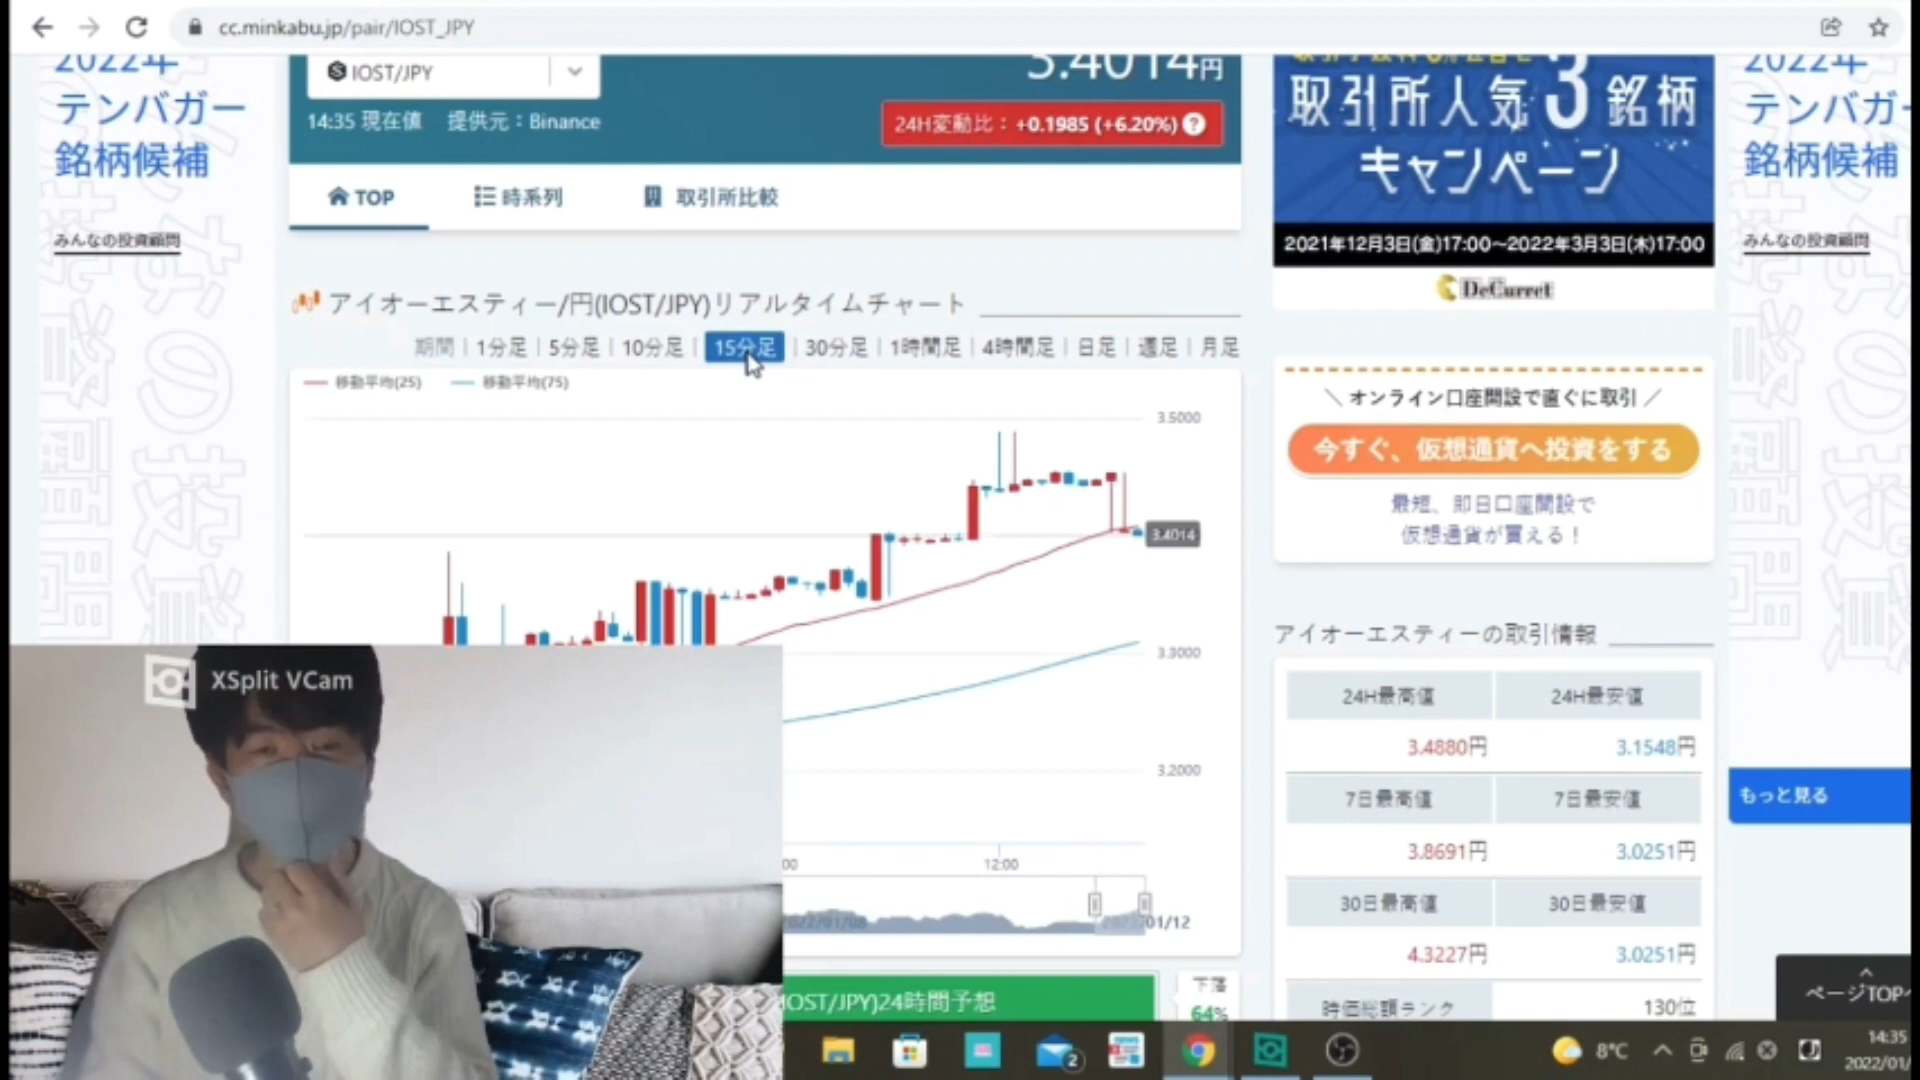 cc.minkabu.jp/pair/IOST_JPY
2022年
テンバガー
銘柄候補
みんなの投資顧問
IOST/JPY
3.4014円
14:35 現在値 提供元：Binance
24H変動比：+0.1985 (+6.20%) ?
TOP
時系列
取引所比較
アイオーエスティー/円(IOST/JPY)リアルタイムチャート
期間 | 1分足 | 5分足 | 10分足 | 15分足 | 30分足 | 1時間足 | 4時間足 | 日足 | 週足 | 月足
移動平均(25) 移動平均(75)
3.5000
3.4014
3.3000
3.2000
12:00
2022/01/08
01/12
(IOST/JPY)24時間予想
下落
64%
取引所人気3銘柄
キャンペーン
2021年12月3日(金)17:00～2022年3月3日(木)17:00
DeCurret
＼ オンライン口座開設で直ぐに取引 ／
今すぐ、仮想通貨へ投資をする
最短、即日口座開設で
仮想通貨が買える！
アイオーエスティーの取引情報
24H最高値 24H最安値
3.4880円 3.1548円
7日最高値 7日最安値
3.8691円 3.0251円
30日最高値 30日最安値
4.3227円 3.0251円
時価総額ランク 130位
2022年
テンバガー
銘柄候補
みんなの投資顧問
もっと見る
ページTOPへ
XSplit VCam
2
8°C
14:35
2022/01/